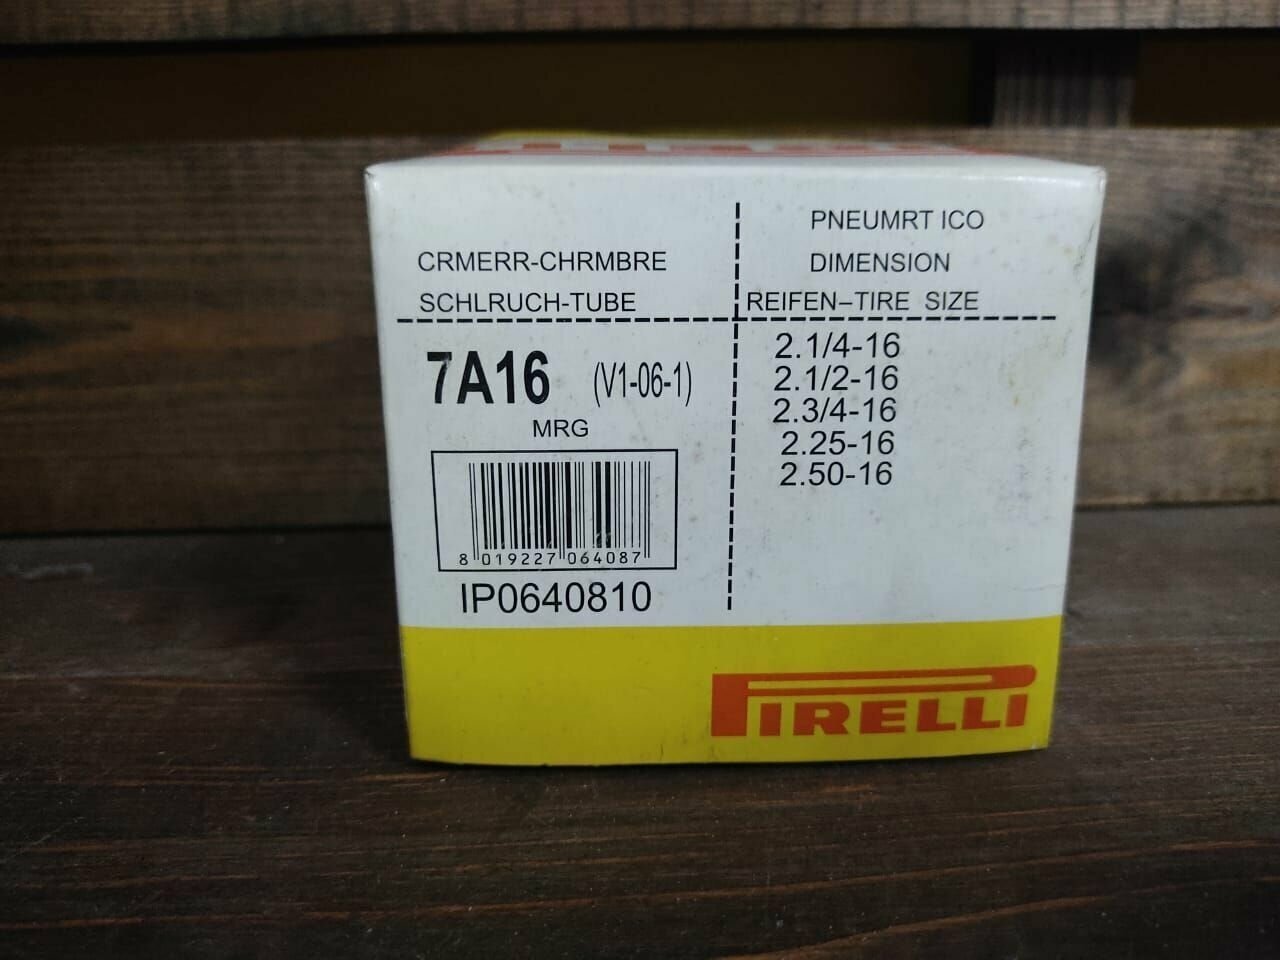 CRMERR-CHRMBRE
SCHLRUCH-TUBE
PNEUMRT ICO
DIMENSION
REIFEN-TIRE SIZE
7A16 (V1-06-1)
MRG
8 019227 064087
IP0640810
2.1/4-16
2.1/2-16
2.3/4-16
2.25-16
2.50-16
PIRELLI